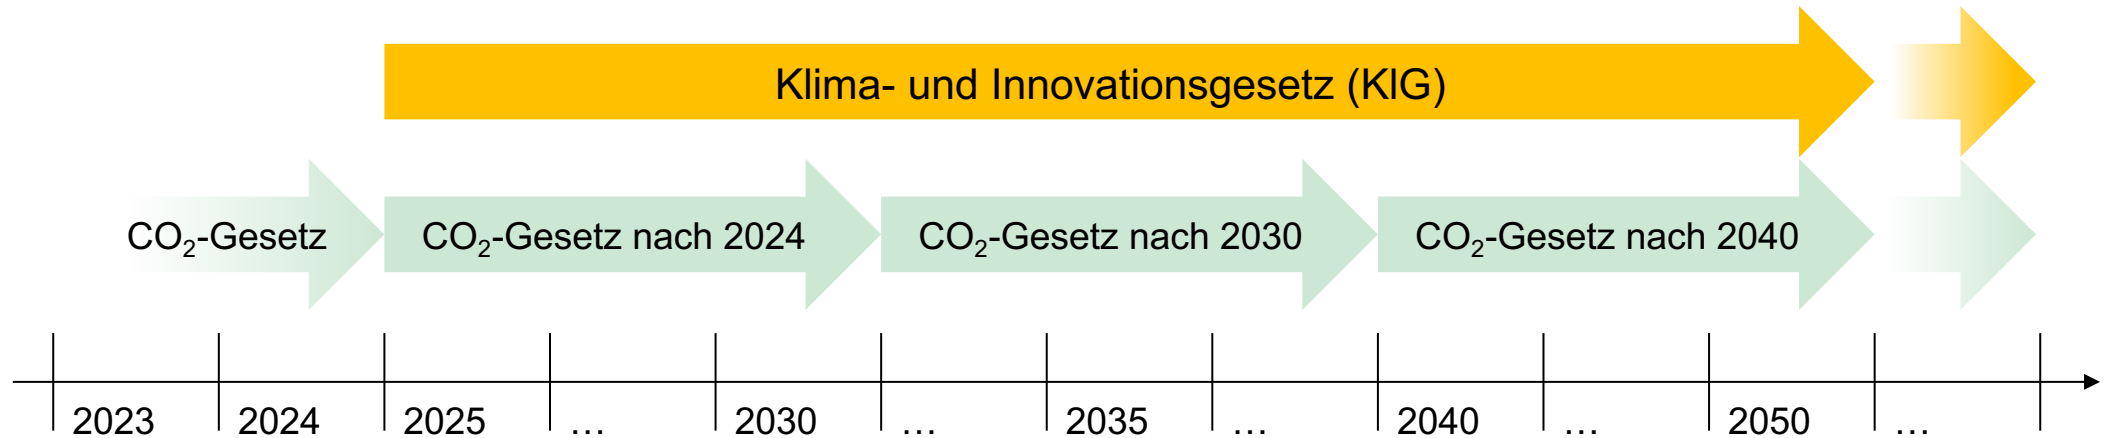 Klima- und Innovationsgesetz (KIG)
CO₂-Gesetz
CO₂-Gesetz nach 2024
CO₂-Gesetz nach 2030
CO₂-Gesetz nach 2040
2023
2024
2025
…
2030
…
2035
…
2040
…
2050
…